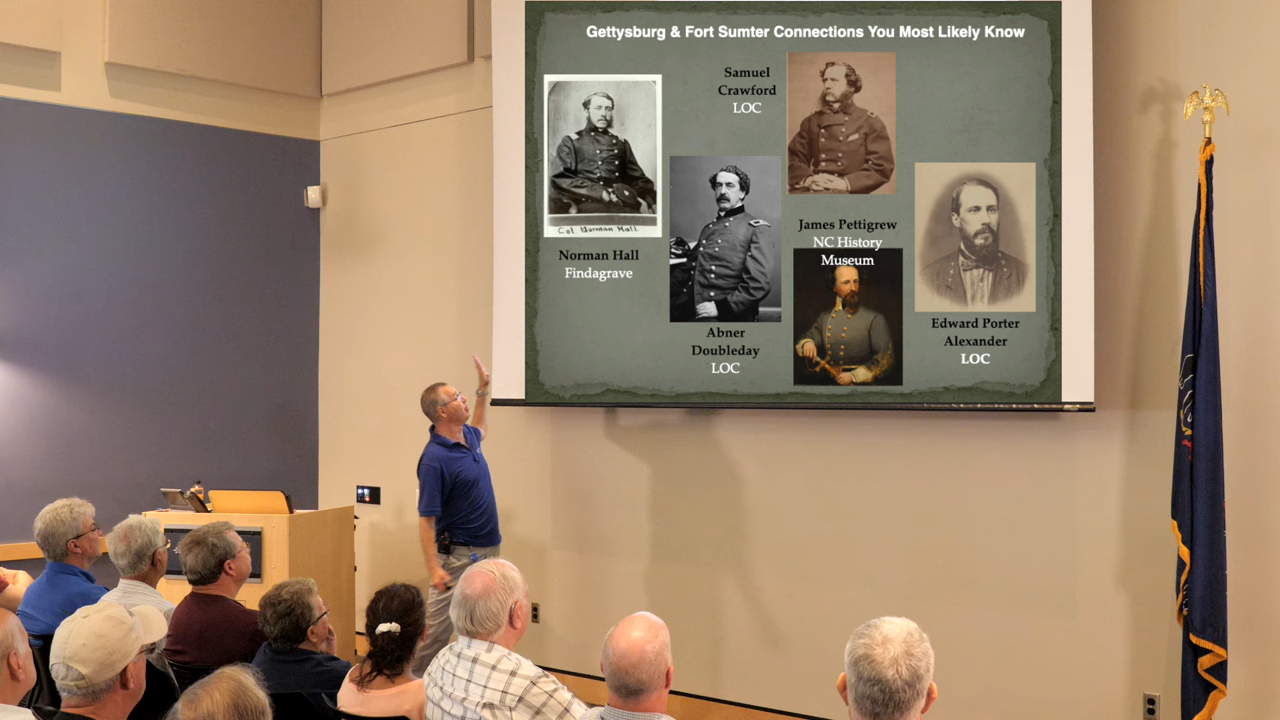 Gettysburg & Fort Sumter Connections You Most Likely Know
Samuel
Crawford
LOC
Col Norman Hall.
Norman Hall
Findagrave
Abner
Doubleday
LOC
James Pettigrew
NC History
Museum
Edward Porter
Alexander
LOC